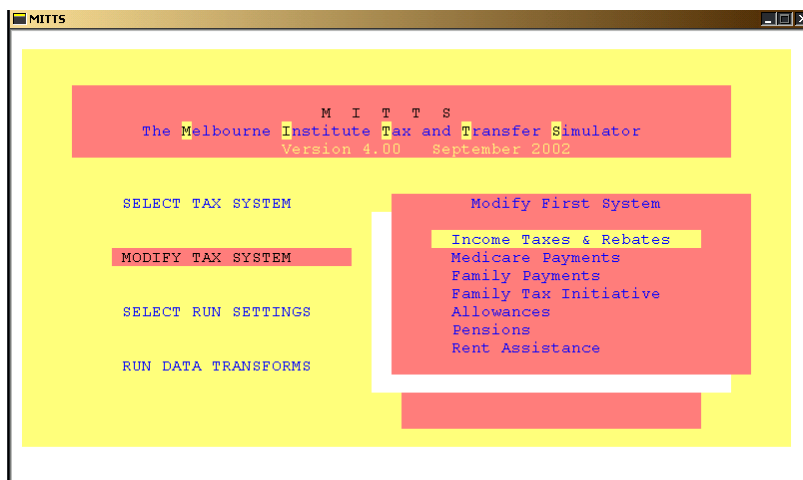 MITTS
M I T T S
The Melbourne Institute Tax and Transfer Simulator
Version 4.00 September 2002
SELECT TAX SYSTEM
MODIFY TAX SYSTEM
SELECT RUN SETTINGS
RUN DATA TRANSFORMS
Modify First System
Income Taxes & Rebates
Medicare Payments
Family Payments
Family Tax Initiative
Allowances
Pensions
Rent Assistance